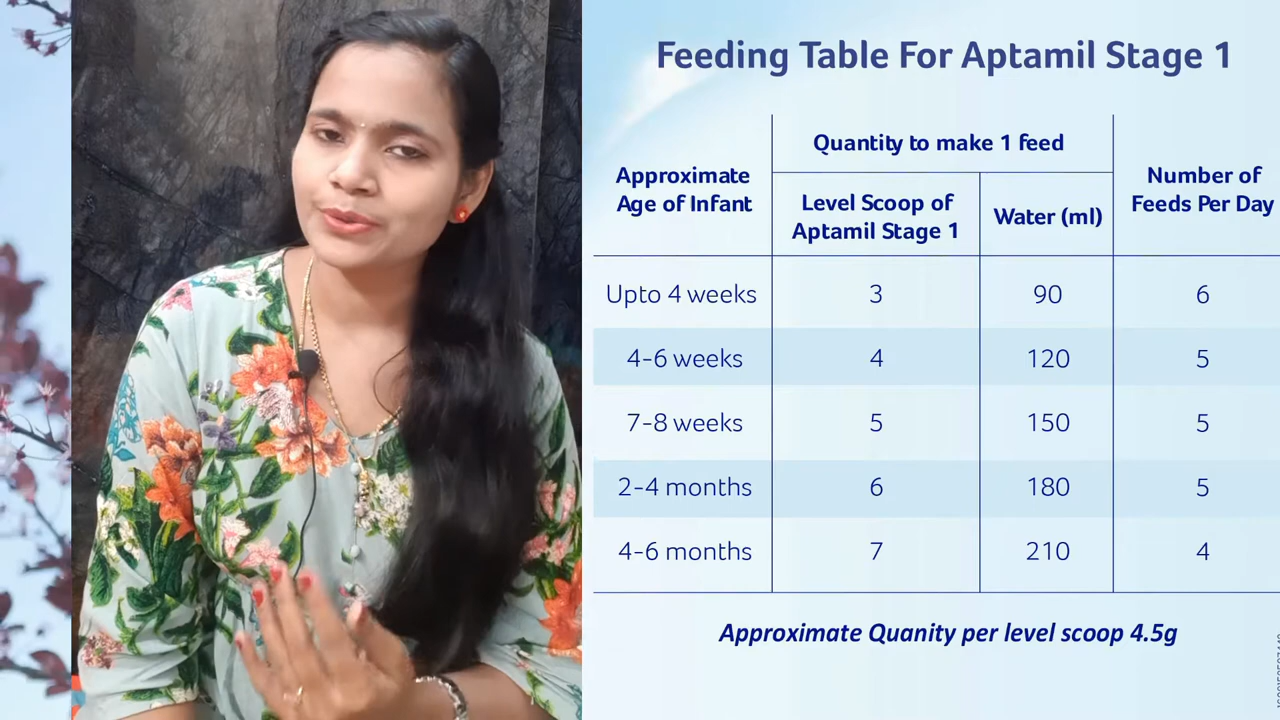 Feeding Table For Aptamil Stage 1
Approximate
Age of Infant
Quantity to make 1 feed
Level Scoop of
Aptamil Stage 1
Water (ml)
Number of
Feeds Per Day
Upto 4 weeks 3 90 6
4-6 weeks 4 120 5
7-8 weeks 5 150 5
2-4 months 6 180 5
4-6 months 7 210 4
Approximate Quanity per level scoop 4.5g